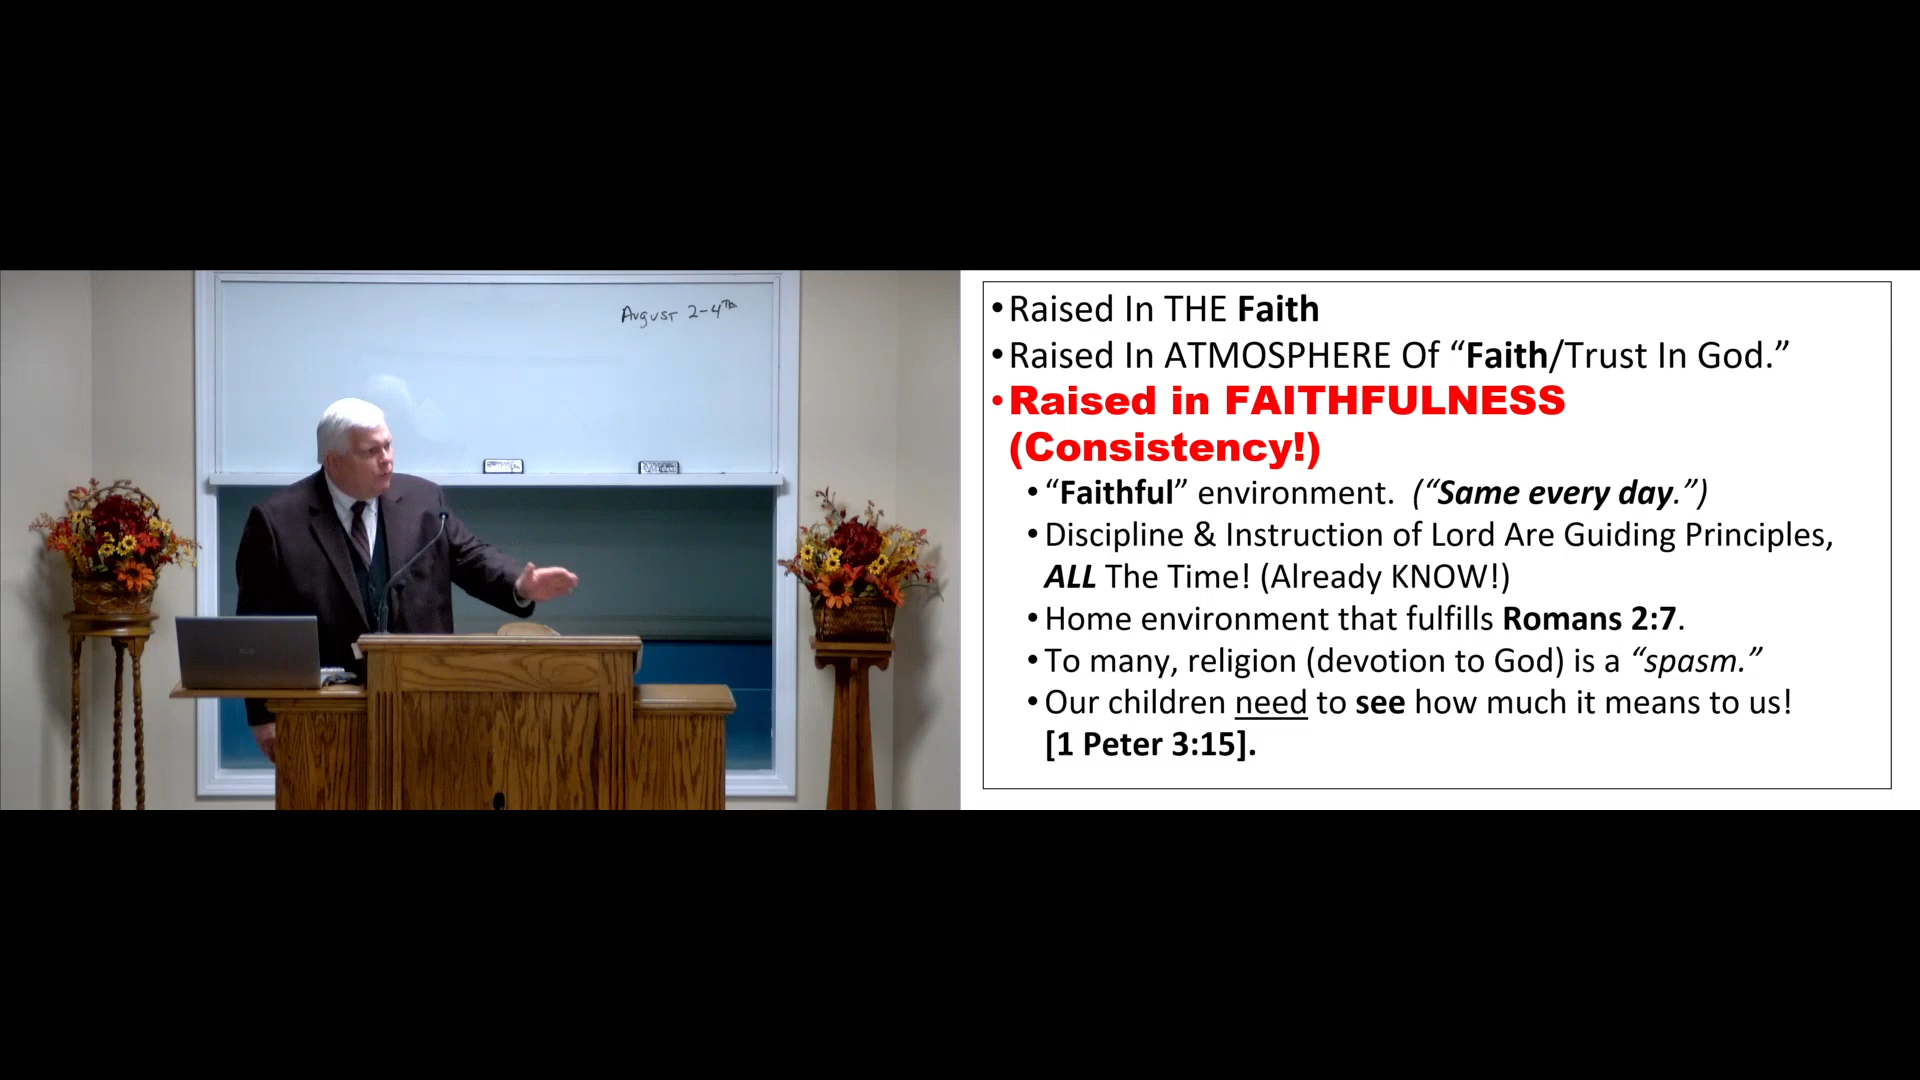 August 2-4TH
•Raised In THE Faith
•Raised In ATMOSPHERE Of “Faith/Trust In God.”
•Raised in FAITHFULNESS
(Consistency!)
•“Faithful” environment. (“Same every day.”)
•Discipline & Instruction of Lord Are Guiding Principles,
ALL The Time! (Already KNOW!)
•Home environment that fulfills Romans 2:7.
•To many, religion (devotion to God) is a “spasm.”
•Our children need to see how much it means to us!
[1 Peter 3:15].